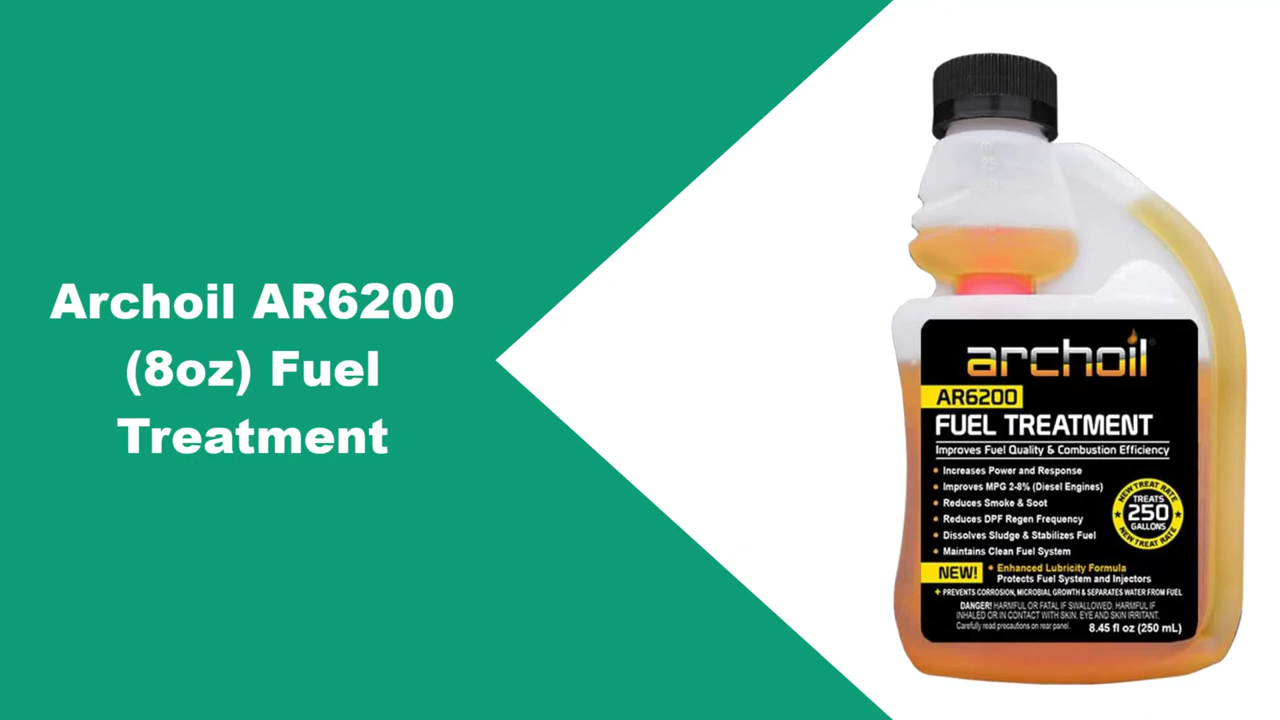 Archoil AR6200
(8oz) Fuel
Treatment
archoil
AR6200
FUEL TREATMENT
Improves Fuel Quality & Combustion Efficiency
• Increases Power and Response
• Improves MPG 2-8% (Diesel Engines)
• Reduces Smoke & Soot
• Reduces DPF Regen Frequency
• Dissolves Sludge & Stabilizes Fuel
• Maintains Clean Fuel System
NEW TREAT RATE
TREATS
250
GALLONS
NEW TREAT RATE
NEW! • Enhanced Lubricity Formula
Protects Fuel System and Injectors
+ PREVENTS CORROSION, MICROBIAL GROWTH & SEPARATES WATER FROM FUEL
DANGER! HARMFUL OR FATAL IF SWALLOWED. HARMFUL IF
INHALED OR IN CONTACT WITH SKIN. EYE AND SKIN IRRITANT.
Carefully read precautions on rear panel. 8.45 fl oz (250 mL)